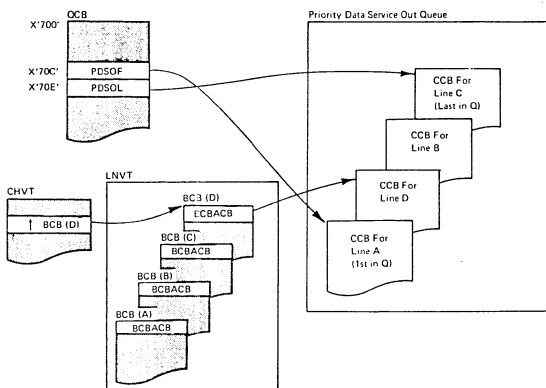 QCB
X'700'
X'70C' PDSOF
X'70E' PDSOL
Priority Data Service Out Queue
CCB For
Line C
(Last in Q)
CCB For
Line B
CCB For
Line D
CCB For
Line A
(1st in Q)
CHVT
↑ BCB (D)
LNVT
BCB (D)
BCBACB
BCB (C)
BCBACB
BCB (B)
BCBACB
BCB (A)
BCBACB